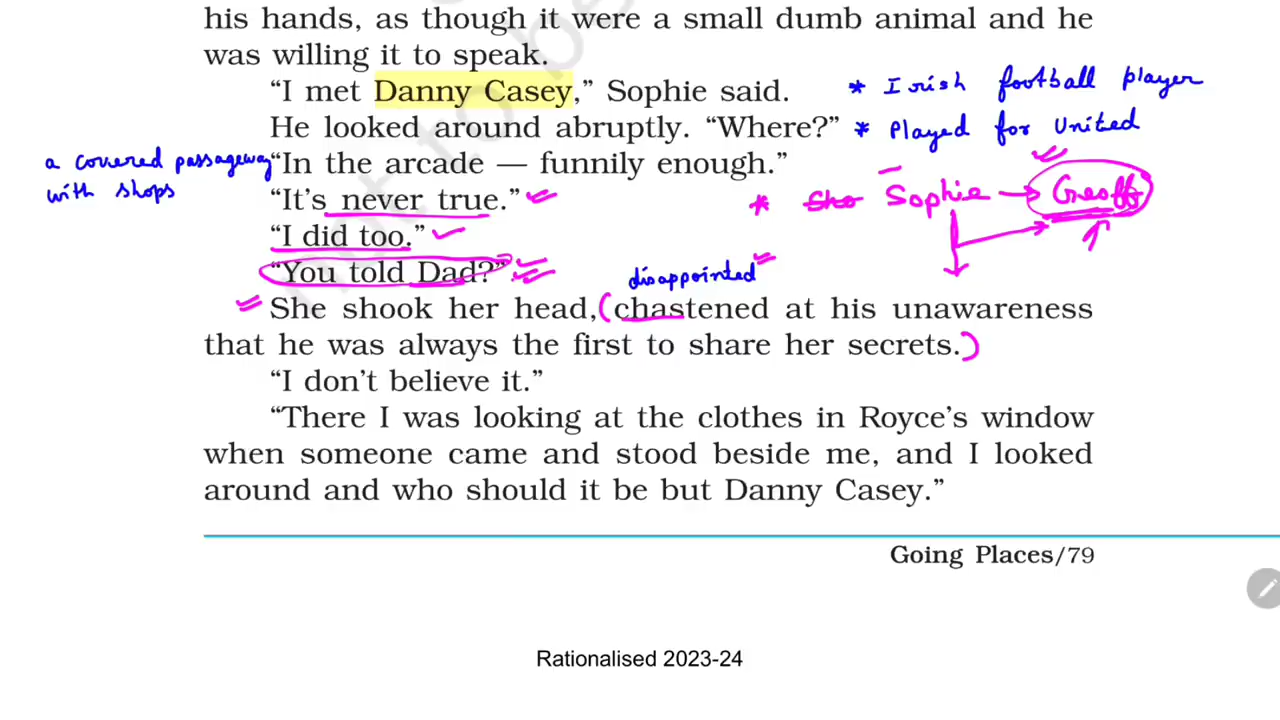 his hands, as though it were a small dumb animal and he
was willing it to speak.
“I met Danny Casey,” Sophie said.
* Irish football player
He looked around abruptly. “Where?”
* Played for United
a covered passageway
with shops
“In the arcade — funnily enough.”
“It's never true.”
* Sho Sophie → Geoff
“I did too.”
“You told Dad?”
disappointed
She shook her head, (chastened at his unawareness
that he was always the first to share her secrets.)
“I don't believe it.”
“There I was looking at the clothes in Royce's window
when someone came and stood beside me, and I looked
around and who should it be but Danny Casey.”
Going Places/79
Rationalised 2023-24